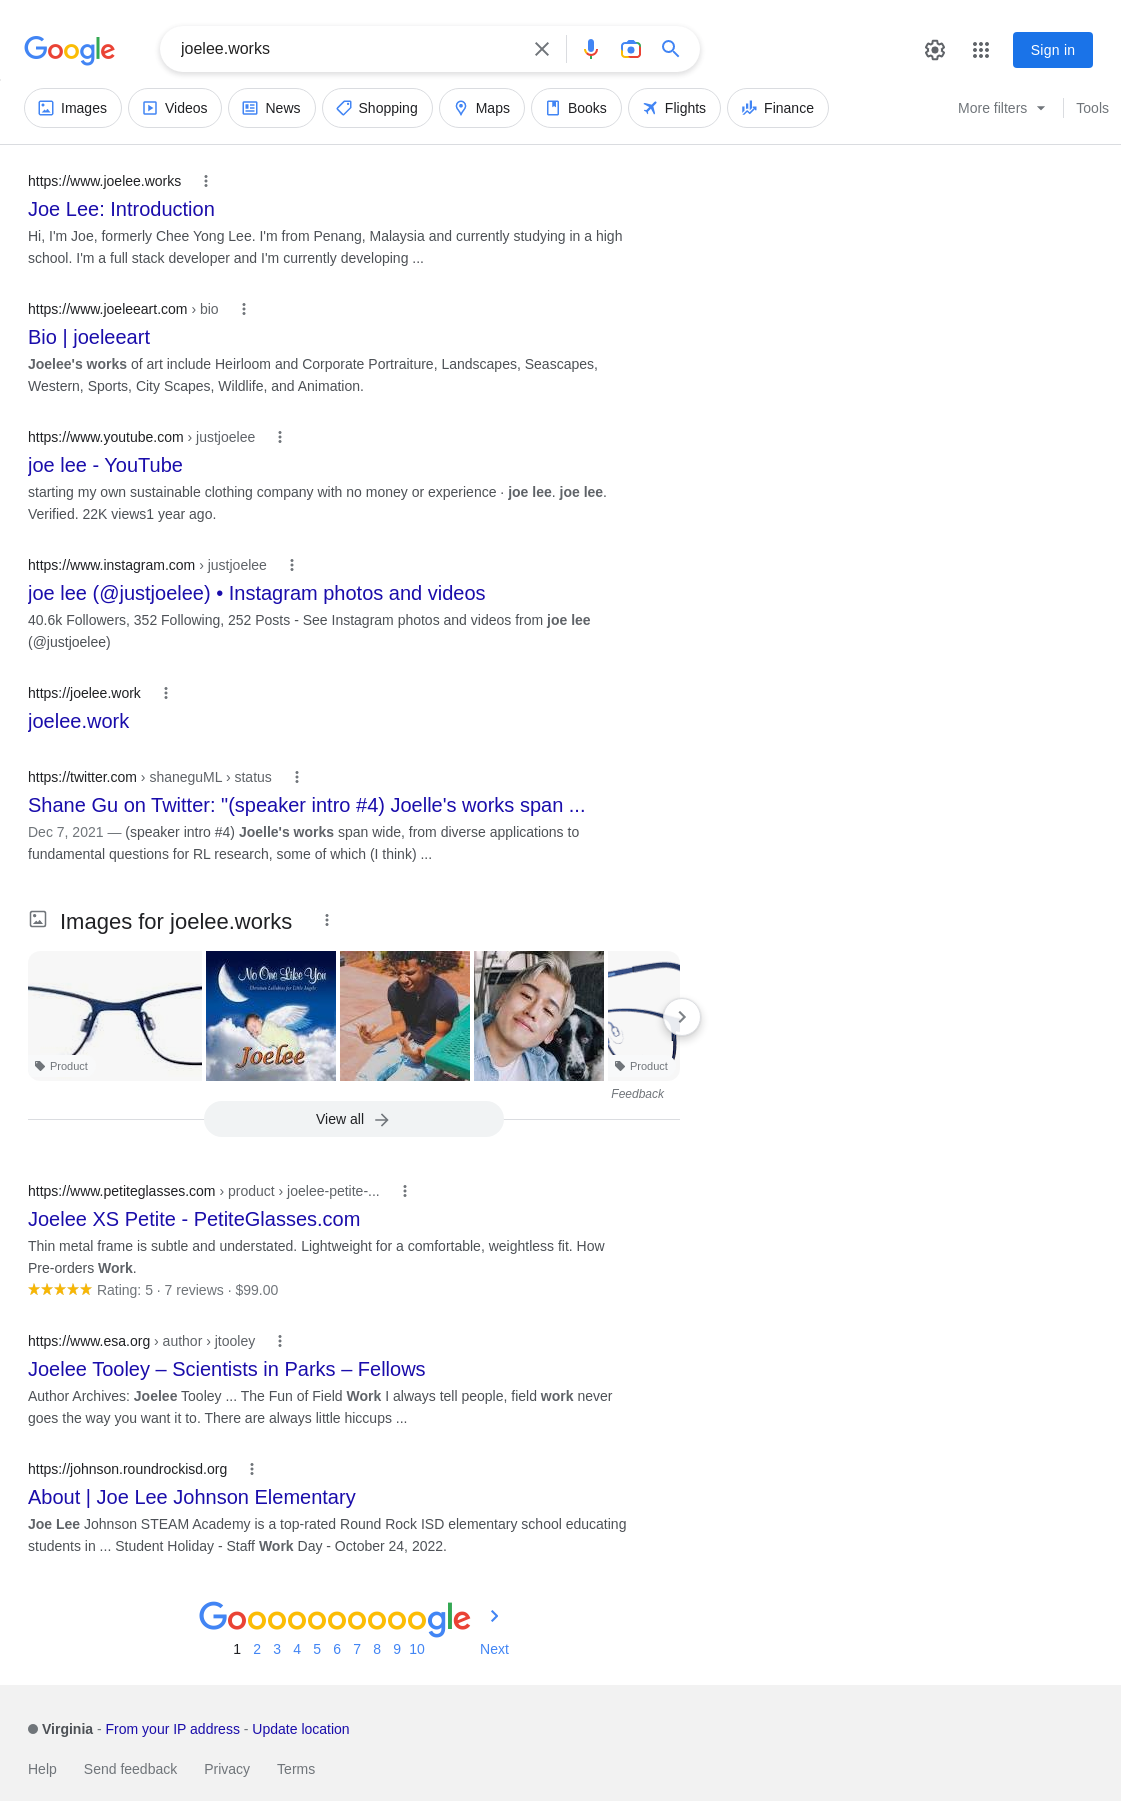 Google
joelee.works
Sign in
Images
Videos
News
Shopping
Maps
Books
Flights
Finance
More filters
Tools
https://www.joelee.works
Joe Lee: Introduction
Hi, I'm Joe, formerly Chee Yong Lee. I'm from Penang, Malaysia and currently studying in a high
school. I'm a full stack developer and I'm currently developing ...
https://www.joeleeart.com › bio
Bio | joeleeart
Joelee's works of art include Heirloom and Corporate Portraiture, Landscapes, Seascapes,
Western, Sports, City Scapes, Wildlife, and Animation.
https://www.youtube.com › justjoelee
joe lee - YouTube
starting my own sustainable clothing company with no money or experience · joe lee. joe lee.
Verified. 22K views1 year ago.
https://www.instagram.com › justjoelee
joe lee (@justjoelee) • Instagram photos and videos
40.6k Followers, 352 Following, 252 Posts - See Instagram photos and videos from joe lee
(@justjoelee)
https://joelee.work
joelee.work
https://twitter.com › shaneguML › status
Shane Gu on Twitter: "(speaker intro #4) Joelle's works span ...
Dec 7, 2021 — (speaker intro #4) Joelle's works span wide, from diverse applications to
fundamental questions for RL research, some of which (I think) ...
Images for joelee.works
No One Like You
Christian Lullabies for Little Angels
Joelee
Product
Product
Feedback
View all
https://www.petiteglasses.com › product › joelee-petite-...
Joelee XS Petite - PetiteGlasses.com
Thin metal frame is subtle and understated. Lightweight for a comfortable, weightless fit. How
Pre-orders Work.
Rating: 5 · 7 reviews · $99.00
https://www.esa.org › author › jtooley
Joelee Tooley – Scientists in Parks – Fellows
Author Archives: Joelee Tooley ... The Fun of Field Work I always tell people, field work never
goes the way you want it to. There are always little hiccups ...
https://johnson.roundrockisd.org
About | Joe Lee Johnson Elementary
Joe Lee Johnson STEAM Academy is a top-rated Round Rock ISD elementary school educating
students in ... Student Holiday - Staff Work Day - October 24, 2022.
Goooooooooogle
1 2 3 4 5 6 7 8 9 10 Next
Virginia - From your IP address - Update location
Help Send feedback Privacy Terms